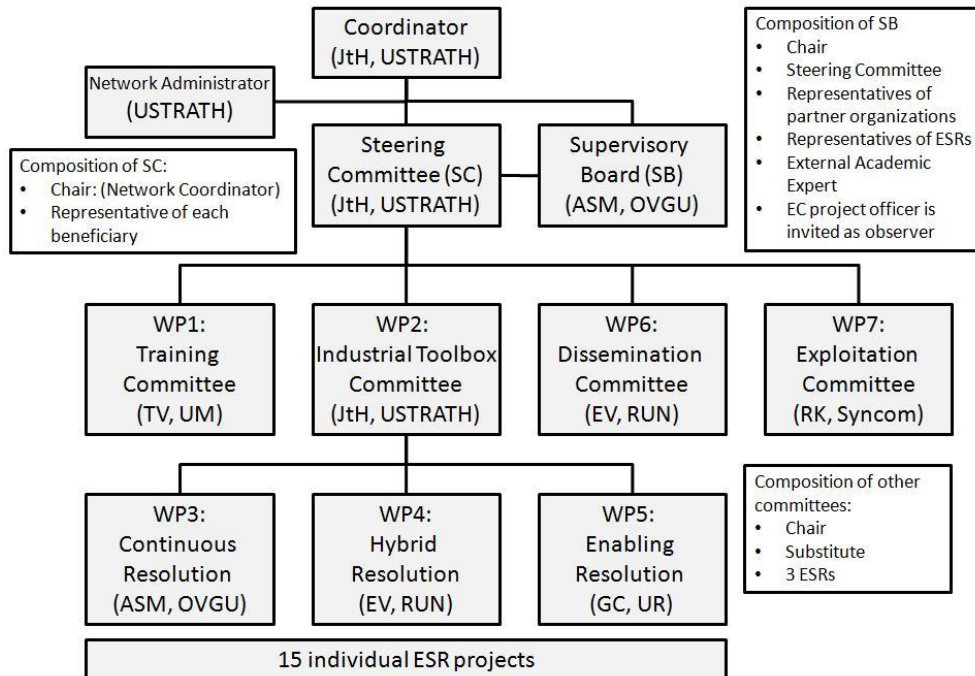 Coordinator
(JtH, USTRATH)
Network Administrator
(USTRATH)
Composition of SB
• Chair
• Steering Committee
• Representatives of
partner organizations
• Representatives of ESRs
• External Academic
Expert
• EC project officer is
invited as observer
Composition of SC:
• Chair: (Network Coordinator)
• Representative of each
beneficiary
Steering
Committee (SC)
(JtH, USTRATH)
Supervisory
Board (SB)
(ASM, OVGU)
WP1:
Training
Committee
(TV, UM)
WP2:
Industrial Toolbox
Committee
(JtH, USTRATH)
WP6:
Dissemination
Committee
(EV, RUN)
WP7:
Exploitation
Committee
(RK, Syncom)
WP3:
Continuous
Resolution
(ASM, OVGU)
WP4:
Hybrid
Resolution
(EV, RUN)
WP5:
Enabling
Resolution
(GC, UR)
Composition of other
committees:
• Chair
• Substitute
• 3 ESRs
15 individual ESR projects